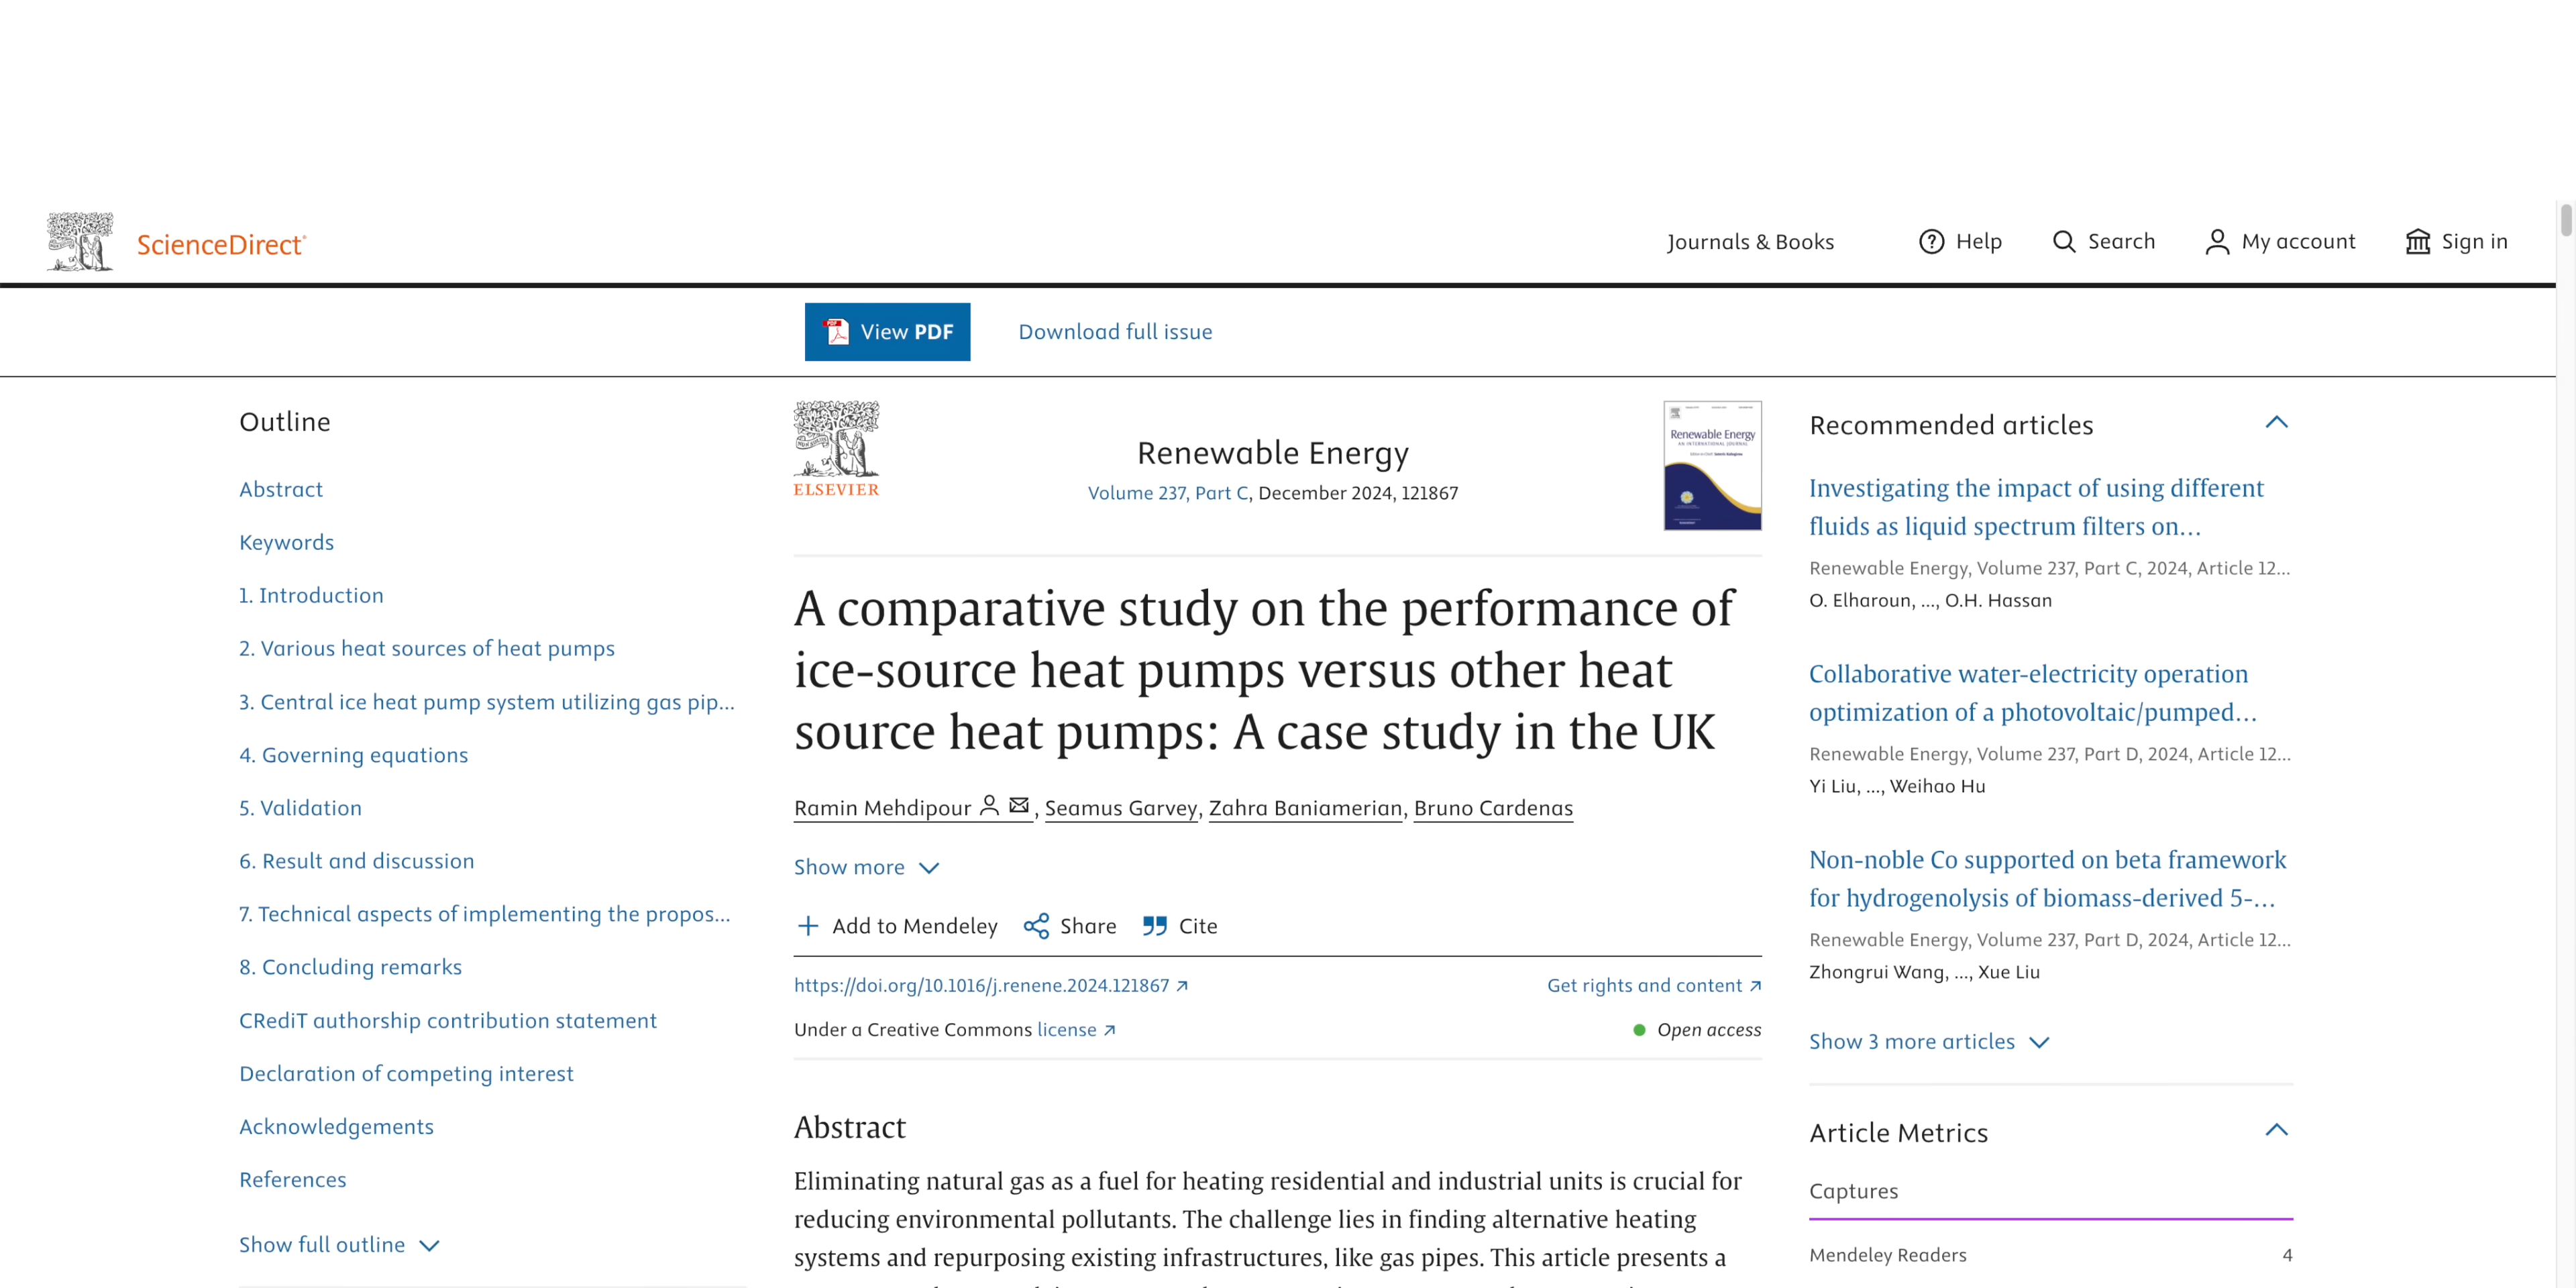 ScienceDirect
Journals & Books
Help
Search
My account
Sign in
View PDF
Download full issue
Outline
Abstract
Keywords
1. Introduction
2. Various heat sources of heat pumps
3. Central ice heat pump system utilizing gas pip...
4. Governing equations
5. Validation
6. Result and discussion
7. Technical aspects of implementing the propos...
8. Concluding remarks
CRediT authorship contribution statement
Declaration of competing interest
Acknowledgements
References
Show full outline
ELSEVIER
Renewable Energy
Volume 237, Part C, December 2024, 121867
Renewable Energy
AN INTERNATIONAL JOURNAL
A comparative study on the performance of
ice-source heat pumps versus other heat
source heat pumps: A case study in the UK
Ramin Mehdipour, Seamus Garvey, Zahra Baniamerian, Bruno Cardenas
Show more
Add to Mendeley
Share
Cite
https://doi.org/10.1016/j.renene.2024.121867
Get rights and content
Under a Creative Commons license
Open access
Abstract
Eliminating natural gas as a fuel for heating residential and industrial units is crucial for
reducing environmental pollutants. The challenge lies in finding alternative heating
systems and repurposing existing infrastructures, like gas pipes. This article presents a
Recommended articles
Investigating the impact of using different
fluids as liquid spectrum filters on...
Renewable Energy, Volume 237, Part C, 2024, Article 12...
O. Elharoun, ..., O.H. Hassan
Collaborative water-electricity operation
optimization of a photovoltaic/pumped...
Renewable Energy, Volume 237, Part D, 2024, Article 12...
Yi Liu, ..., Weihao Hu
Non-noble Co supported on beta framework
for hydrogenolysis of biomass-derived 5-...
Renewable Energy, Volume 237, Part D, 2024, Article 12...
Zhongrui Wang, ..., Xue Liu
Show 3 more articles
Article Metrics
Captures
Mendeley Readers
4